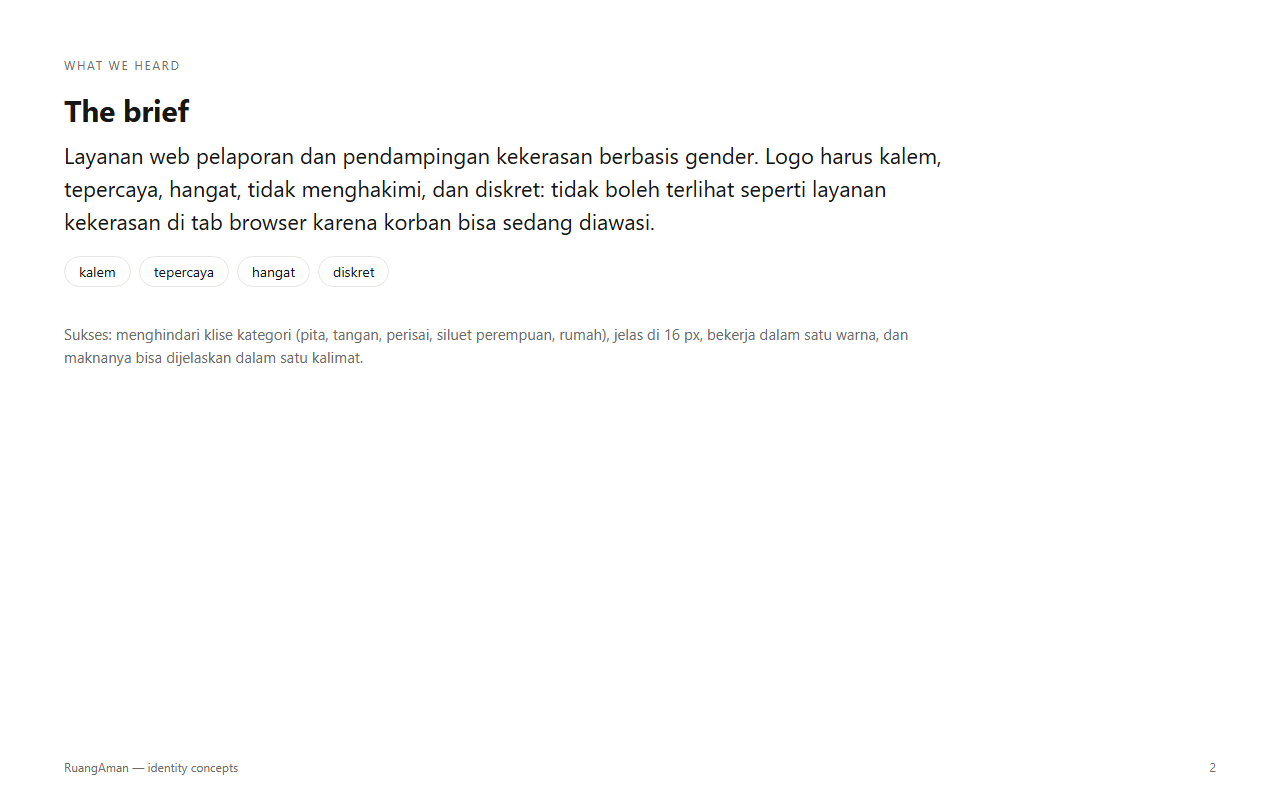 WHAT WE HEARD
The brief
Layanan web pelaporan dan pendampingan kekerasan berbasis gender. Logo harus kalem,
tepercaya, hangat, tidak menghakimi, dan diskret: tidak boleh terlihat seperti layanan
kekerasan di tab browser karena korban bisa sedang diawasi.
kalem
tepercaya
hangat
diskret
Sukses: menghindari klise kategori (pita, tangan, perisai, siluet perempuan, rumah), jelas di 16 px, bekerja dalam satu warna, dan
maknanya bisa dijelaskan dalam satu kalimat.
RuangAman — identity concepts
2